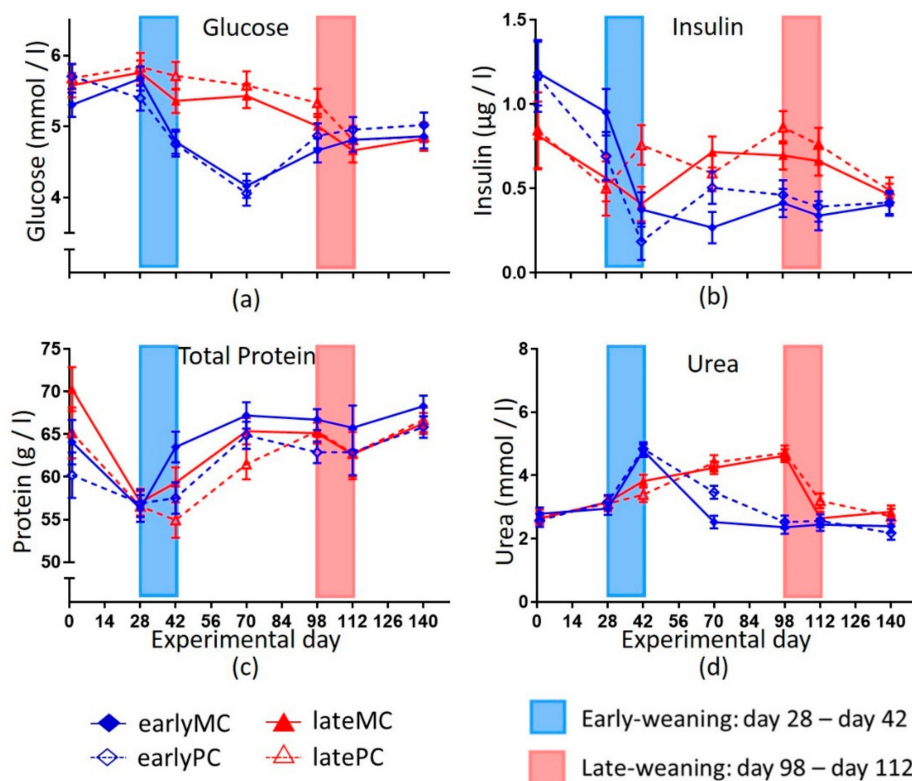 Glucose
Glucose (mmol / l)
6
5
4
(a)
Insulin
Insulin (µg / l)
1.5
1.0
0.5
0.0
(b)
Total Protein
Protein (g / l)
75
70
65
60
55
50
0 14 28 42 56 70 84 98 112 126 140
Experimental day
(c)
Urea
Urea (mmol / l)
8
6
4
2
0
0 14 28 42 56 70 84 98 112 126 140
Experimental day
(d)
earlyMC
lateMC
earlyPC
latePC
Early-weaning: day 28 – day 42
Late-weaning: day 98 – day 112